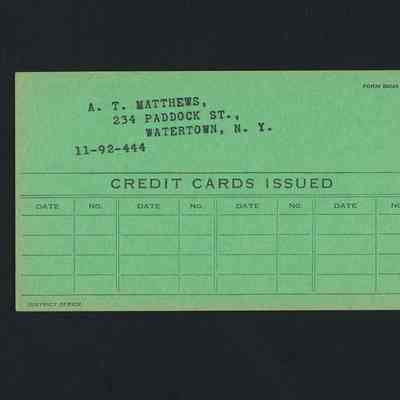 FORM
A. T. MATTHEWS,
234 PADDOCK ST.,
WATERTOWN, N. Y.
11-92-444
CREDIT CARDS ISSUED
DATE NO. DATE NO. DATE NO. DATE
DISTRICT OFFICE